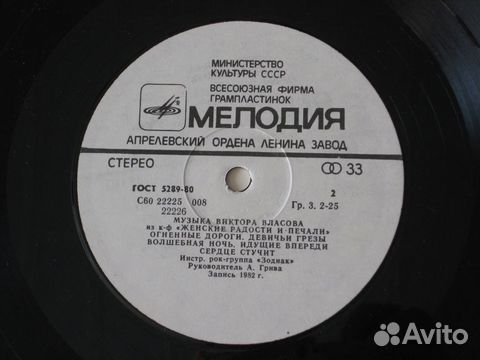 МИНИСТЕРСТВО
КУЛЬТУРЫ СССР
ВСЕСОЮЗНАЯ ФИРМА
ГРАМПЛАСТИНОК
МЕЛОДИЯ
АПРЕЛЕВСКИЙ ОРДЕНА ЛЕНИНА ЗАВОД
СТЕРЕО 33
ГОСТ 5289-80 2
С60 22225 008 Гр. 3. 2-25
22226
МУЗЫКА ВИКТОРА ВЛАСОВА
из к-ф «ЖЕНСКИЕ РАДОСТИ И ПЕЧАЛИ»
ОГНЕННЫЕ ДОРОГИ, ДЕВИЧЬИ ГРЕЗЫ
ВОЛШЕБНАЯ НОЧЬ, ИДУЩИЕ ВПЕРЕДИ
СЕРДЦЕ СТУЧИТ
Инстр. рок-группа «Зодиак»
Руководитель А. Грива
Запись 1982 г.
Avito